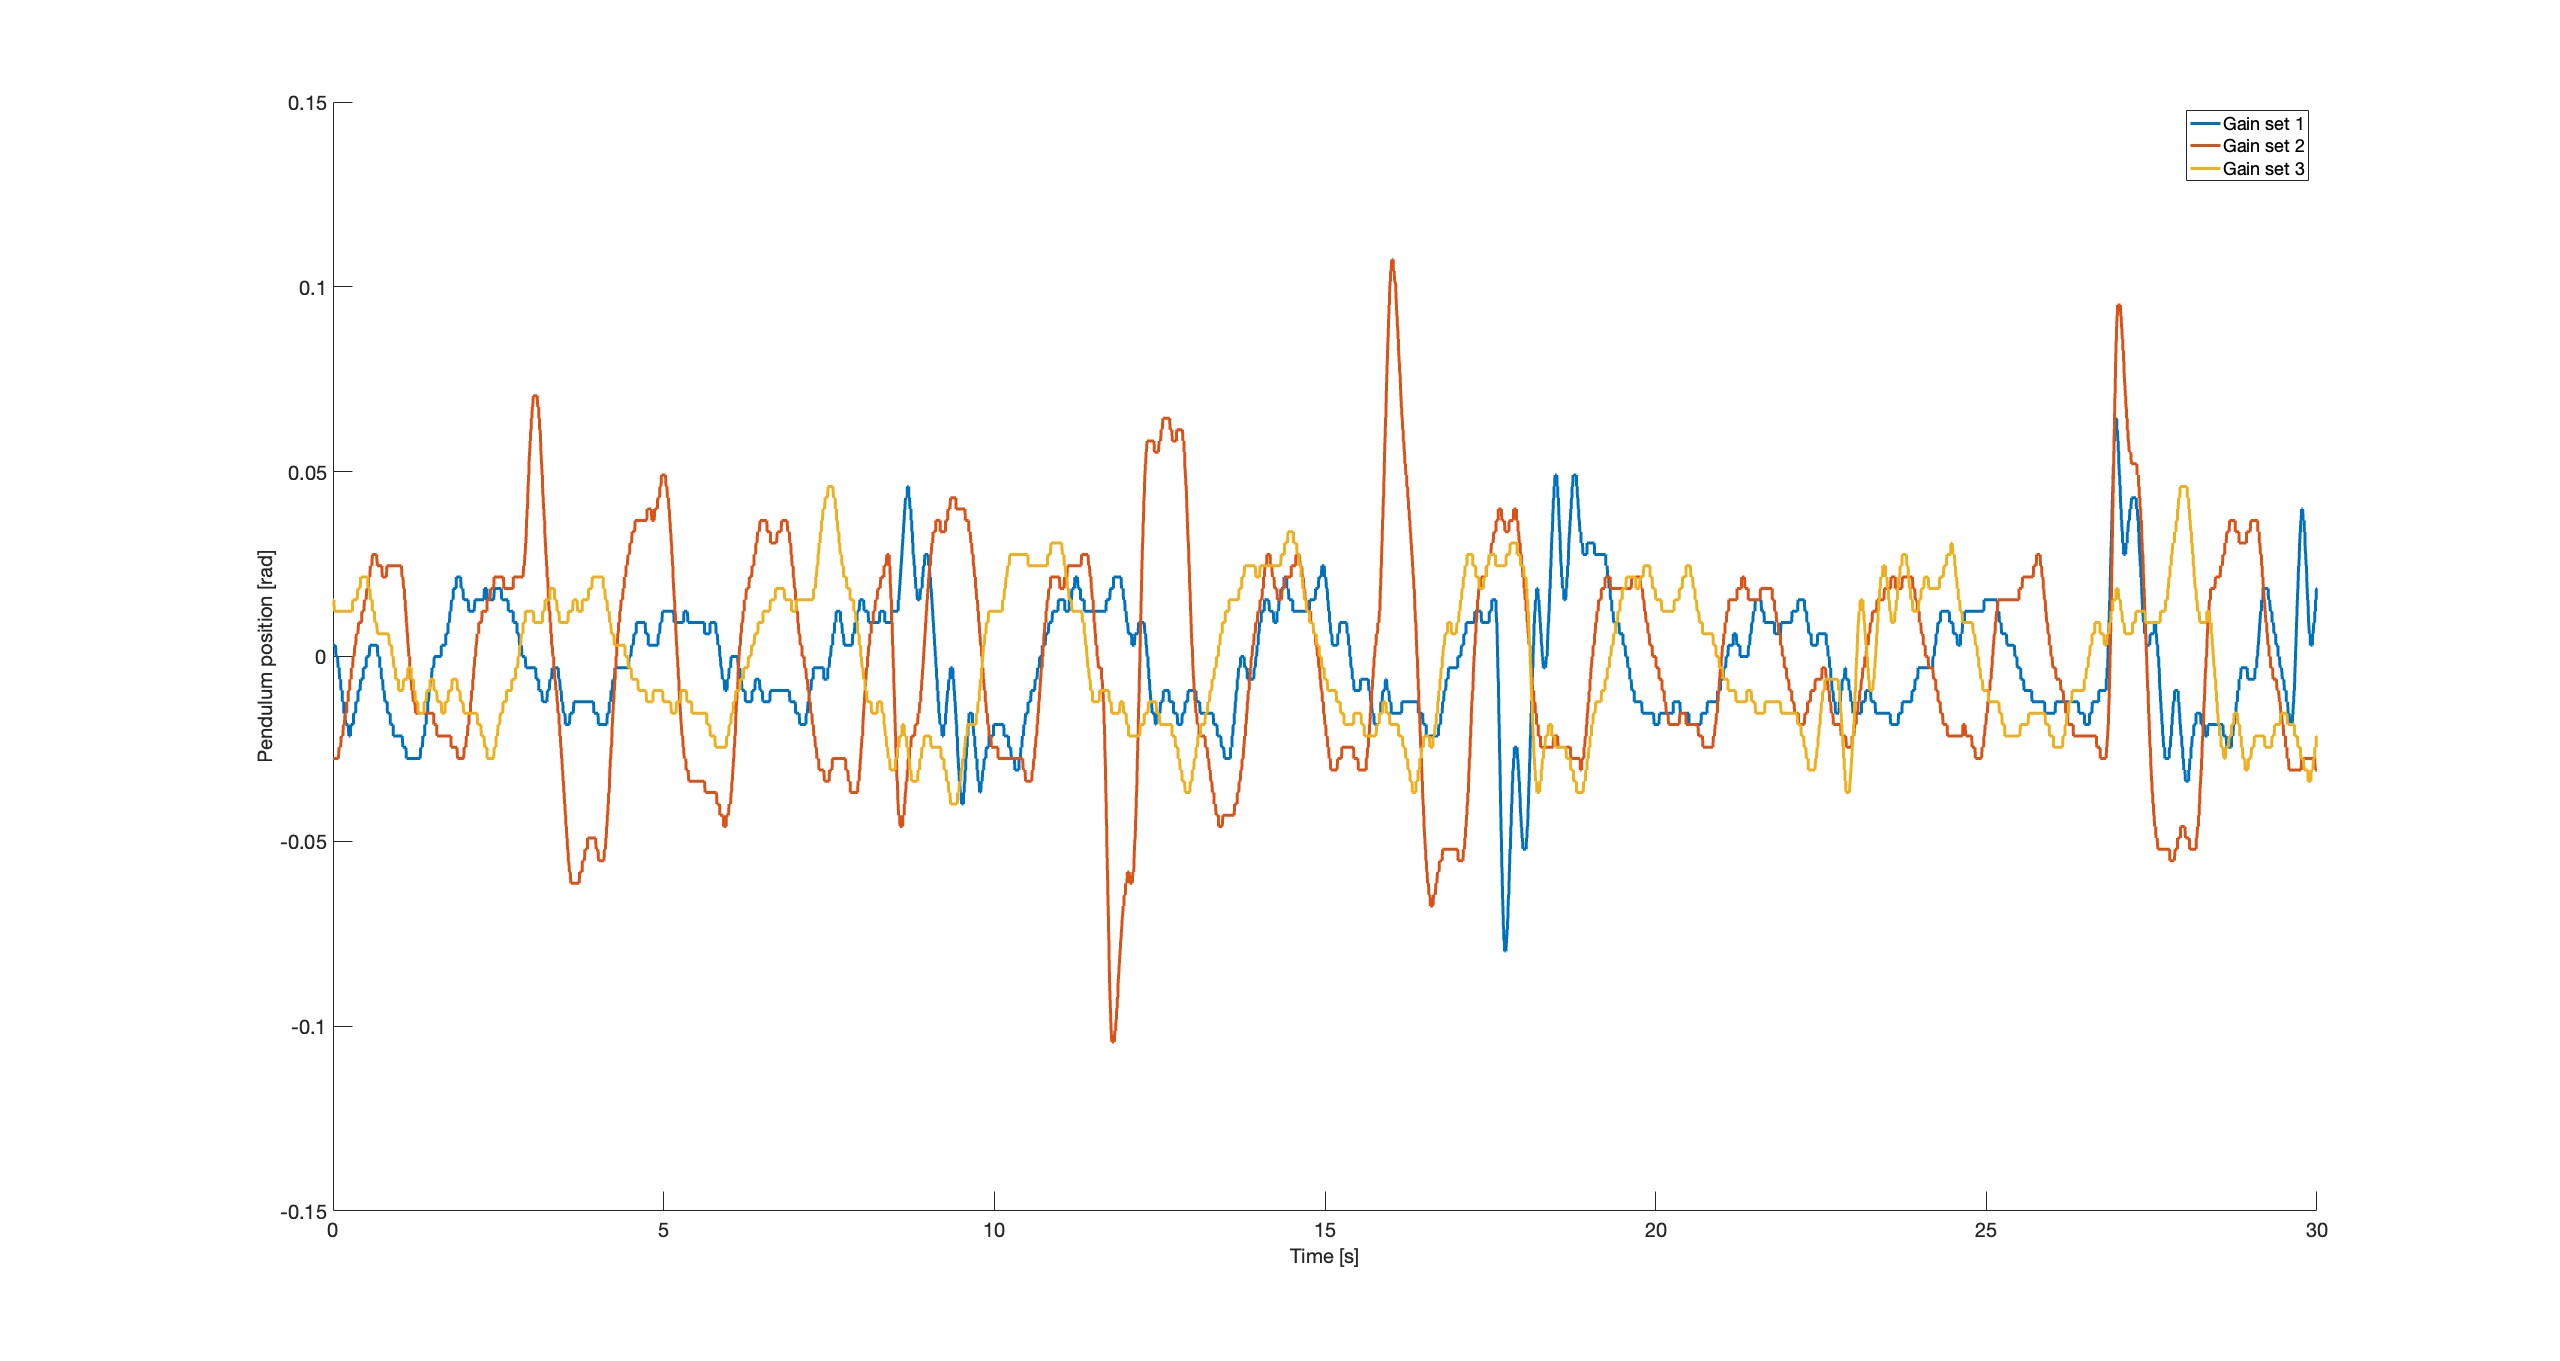 0.15
0.1
0.05
0
-0.05
-0.1
-0.15
Pendulum position [rad]
0 5 10 15 20 25 30
Time [s]
Gain set 1
Gain set 2
Gain set 3